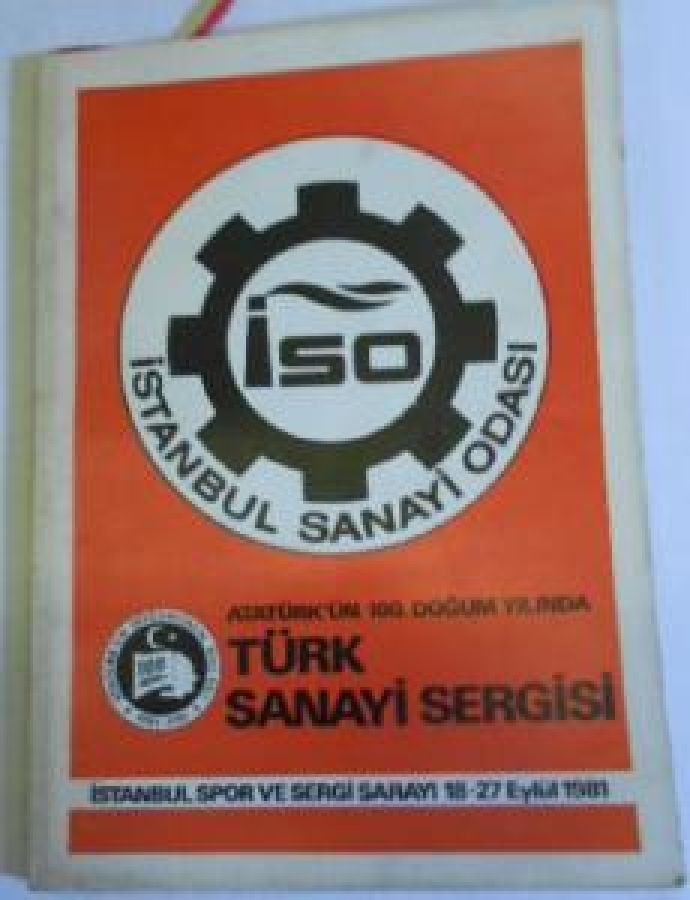 İso
İSTANBUL SANAYİ ODASI
ATATÜRK'ÜN 100. DOĞUM YILINDA
TÜRK
SANAYİ SERGİSİ
İSTANBUL SPOR VE SERGİ SARAYI 18-27 Eylül 1981